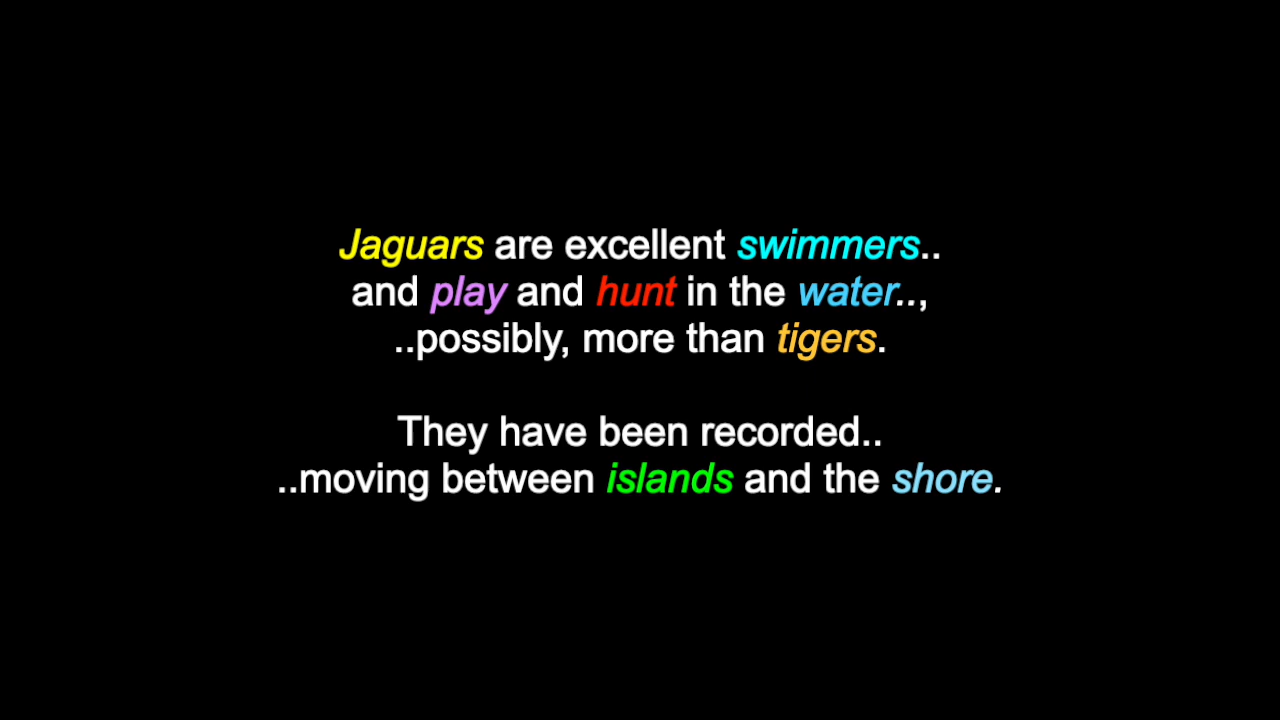 Jaguars are excellent swimmers..
and play and hunt in the water..,
..possibly, more than tigers.
They have been recorded..
..moving between islands and the shore.